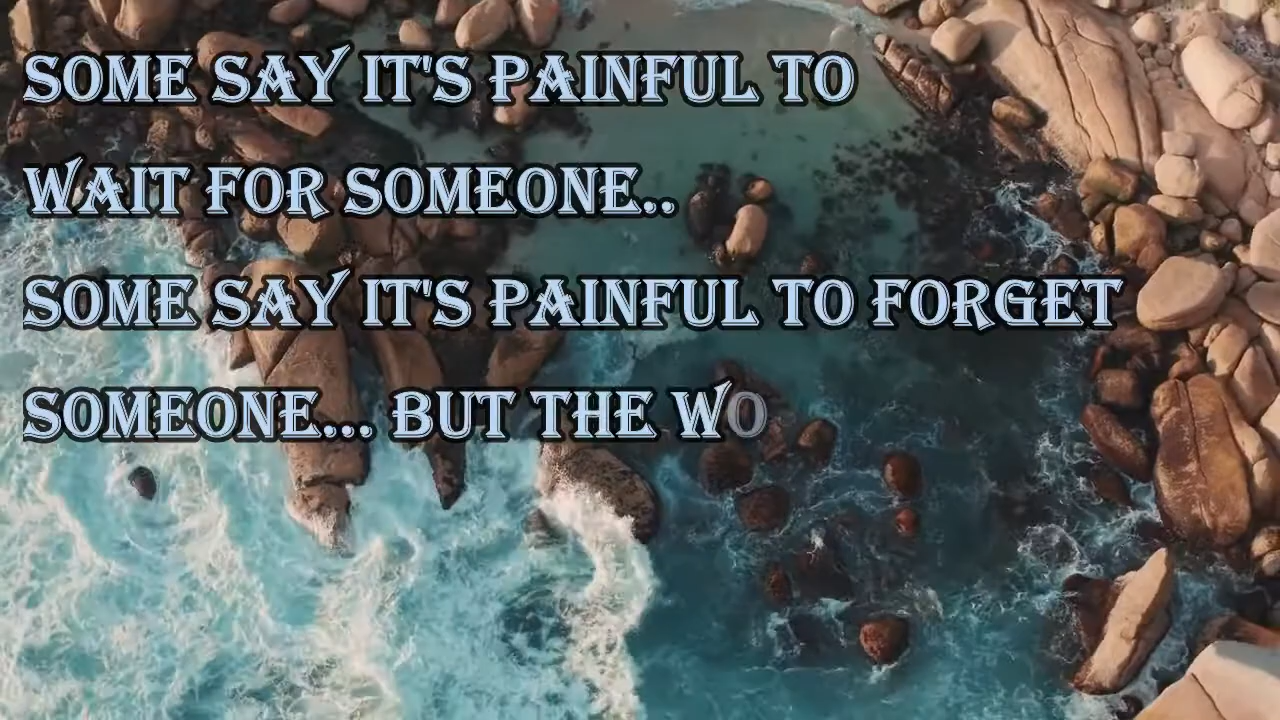 SOME SAY IT'S PAINFUL TO
WAIT FOR SOMEONE..
SOME SAY IT'S PAINFUL TO FORGET
SOMEONE... BUT THE WO